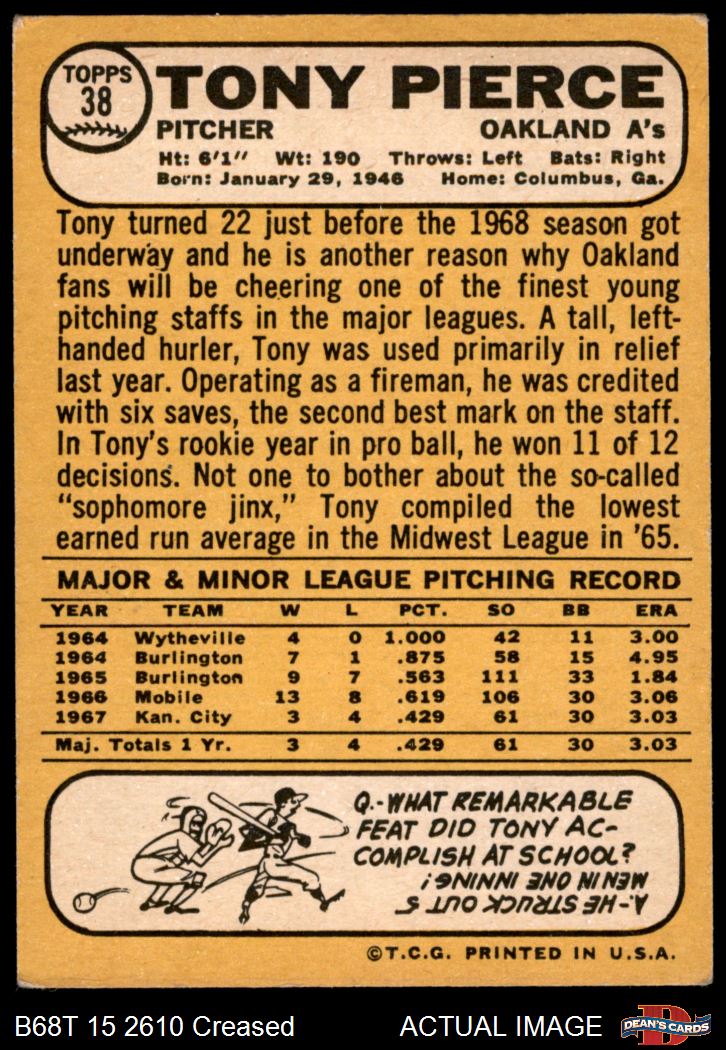 TOPPS
38
TONY PIERCE
PITCHER OAKLAND A's
Ht: 6'1" Wt: 190 Throws: Left Bats: Right
Born: January 29, 1946 Home: Columbus, Ga.
Tony turned 22 just before the 1968 season got
underway and he is another reason why Oakland
fans will be cheering one of the finest young
pitching staffs in the major leagues. A tall, left-
handed hurler, Tony was used primarily in relief
last year. Operating as a fireman, he was credited
with six saves, the second best mark on the staff.
In Tony's rookie year in pro ball, he won 11 of 12
decisions. Not one to bother about the so-called
"sophomore jinx," Tony compiled the lowest
earned run average in the Midwest League in '65.
MAJOR & MINOR LEAGUE PITCHING RECORD
YEAR TEAM W L PCT. SO BB ERA
1964 Wytheville 4 0 1.000 42 11 3.00
1964 Burlington 7 1 .875 58 15 4.95
1965 Burlington 9 7 .563 111 33 1.84
1966 Mobile 13 8 .619 106 30 3.06
1967 Kan. City 3 4 .429 61 30 3.03
Maj. Totals 1 Yr. 3 4 .429 61 30 3.03
Q.-WHAT REMARKABLE
FEAT DID TONY AC-
COMPLISH AT SCHOOL?
A-HE STRUCK OUT 5
MEN IN ONE INNING!
©T.C.G. PRINTED IN U.S.A.
B68T 15 2610 Creased ACTUAL IMAGE
D
DEAN'S CARDS